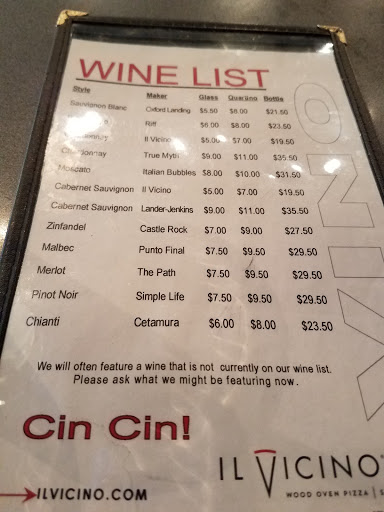 WINE LIST
Style Maker Glass Quartino Bottle
Sauvignon Blanc Oxford Landing $5.50 $8.00 $21.50
Riff $6.00 $8.00 $23.50
Il Vicino $5.00 $7.00 $19.50
Chardonnay True Myth $9.00 $11.00 $35.50
Moscato Italian Bubbles $8.00 $10.00 $31.50
Cabernet Sauvignon Il Vicino $5.00 $7.00 $19.50
Cabernet Sauvignon Lander-Jenkins $9.00 $11.00 $35.50
Zinfandel Castle Rock $7.00 $9.00 $27.50
Malbec Punto Final $7.50 $9.50 $29.50
Merlot The Path $7.50 $9.50 $29.50
Pinot Noir Simple Life $7.50 $9.50 $29.50
Chianti Cetamura $6.00 $8.00 $23.50
We will often feature a wine that is not currently on our wine list.
Please ask what we might be featuring now.
Cin Cin!
IL VICINO
WOOD OVEN PIZZA
ILVICINO.COM
VINO